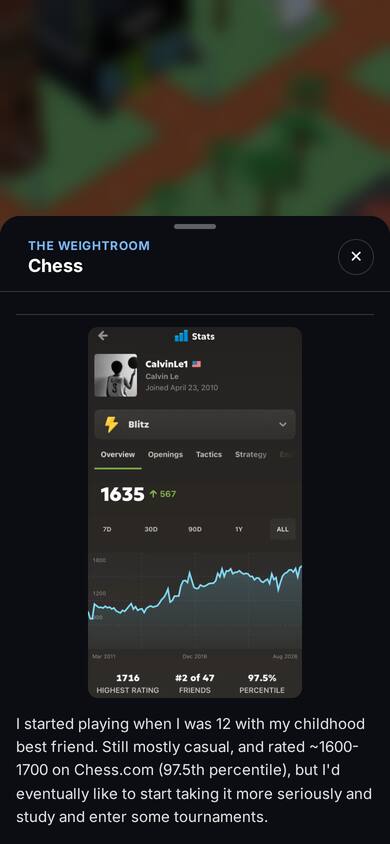 THE WEIGHTROOM
Chess
Stats
CalvinLe1
Calvin Le
Joined April 23, 2010
Blitz
Overview Openings Tactics Strategy
1635 567
7D 30D 90D 1Y ALL
1800
1200
Mar 2011 Dec 2016 Aug 2026
1716 #2 of 47 97.5%
HIGHEST RATING FRIENDS PERCENTILE
I started playing when I was 12 with my childhood
best friend. Still mostly casual, and rated ~1600-
1700 on Chess.com (97.5th percentile), but I'd
eventually like to start taking it more seriously and
study and enter some tournaments.